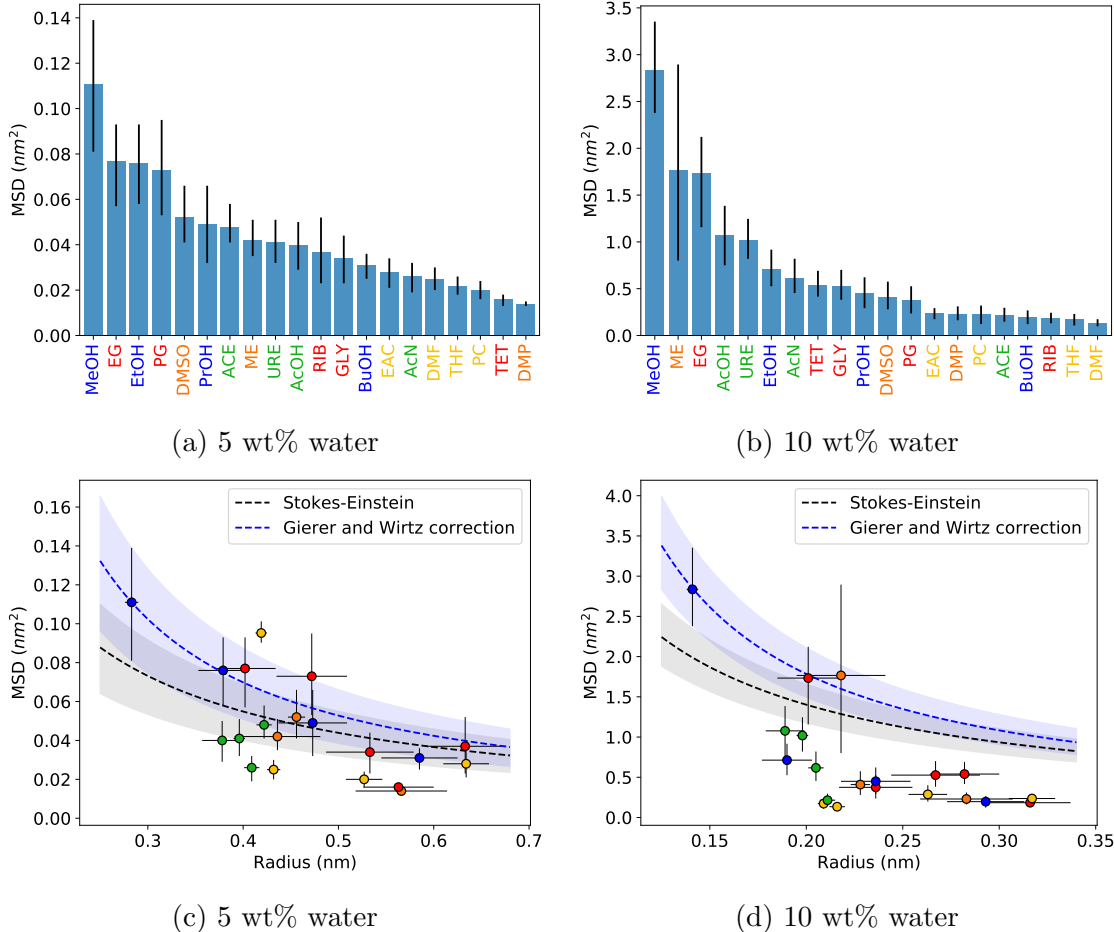 0.14
0.12
0.10
0.08
0.06
0.04
0.02
0.00
MSD (nm²)
MeOH EG EtOH PG DMSO PrOH ACE ME URE AcOH RIB GLY BuOH EAC AcN DMF THF PC TET DMP
(a) 5 wt% water
3.5
3.0
2.5
2.0
1.5
1.0
0.5
0.0
MSD (nm²)
MeOH ME EG AcOH URE EtOH AcN TET GLY PrOH DMSO PG EAC DMP PC ACE BuOH RIB THF DMF
(b) 10 wt% water
0.16
0.14
0.12
0.10
0.08
0.06
0.04
0.02
0.00
MSD (nm²)
Stokes-Einstein
Gierer and Wirtz correction
0.3 0.4 0.5 0.6 0.7
Radius (nm)
(c) 5 wt% water
4.0
3.5
3.0
2.5
2.0
1.5
1.0
0.5
0.0
MSD (nm²)
Stokes-Einstein
Gierer and Wirtz correction
0.15 0.20 0.25 0.30 0.35
Radius (nm)
(d) 10 wt% water